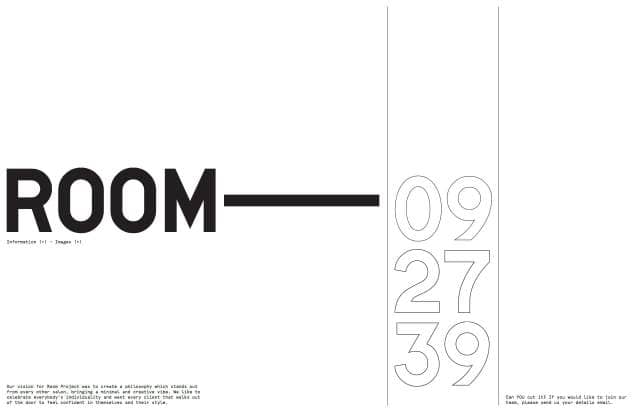 ROOM
Information (+) - Images (+)
09
27
39
Our vision for Room Project was to create a philosophy which stands out
from every other salon, bringing a minimal and creative vibe. We like to
celebrate everybody's individuality and want every client that walks out
of the door to feel confident in themselves and their style.
Can YOU cut it? If you would like to join our
team, please send us your details email.